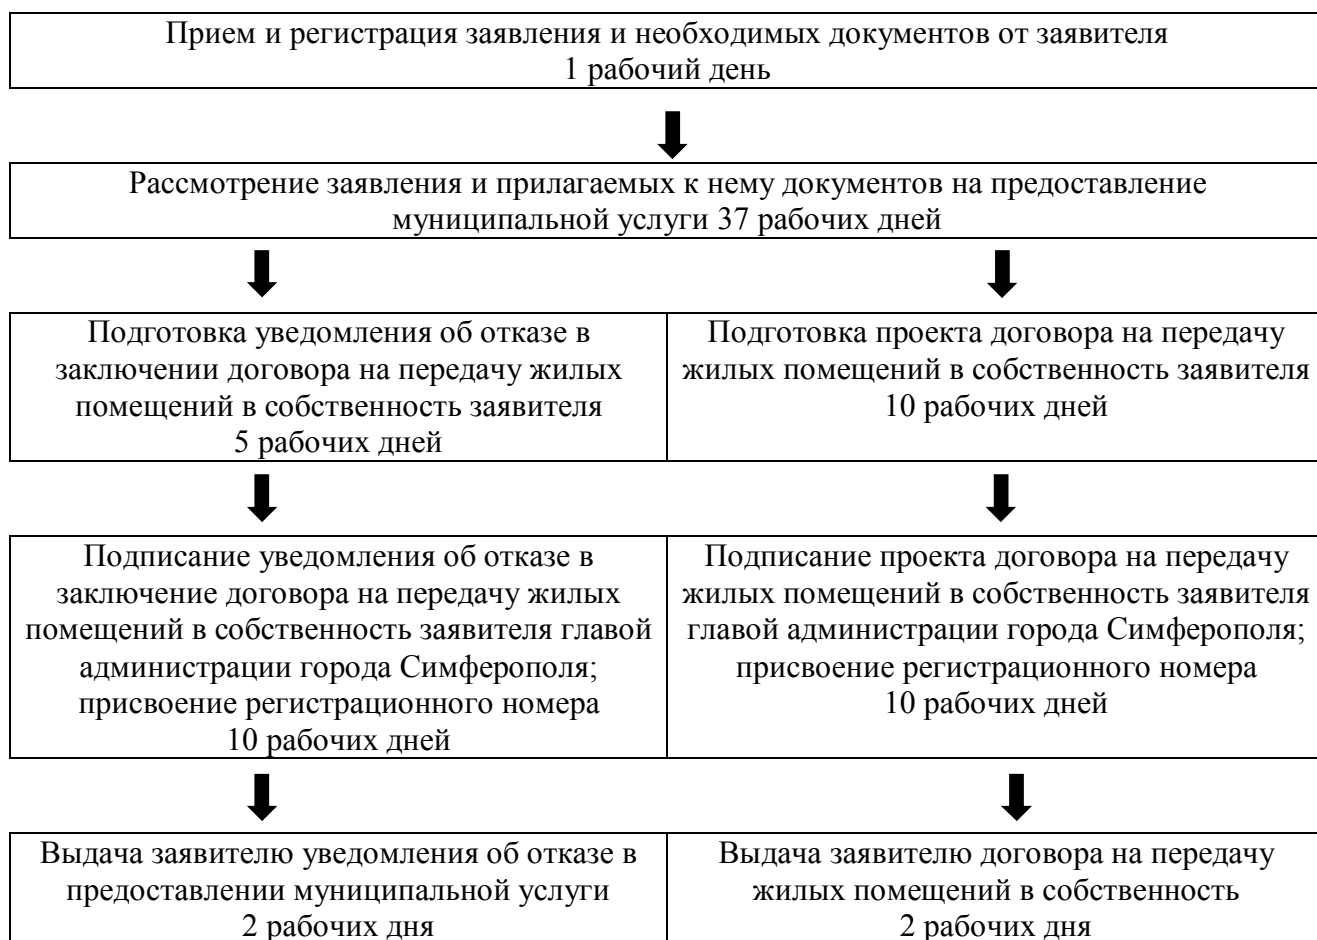 Прием и регистрация заявления и необходимых документов от заявителя
1 рабочий день
Рассмотрение заявления и прилагаемых к нему документов на предоставление
муниципальной услуги 37 рабочих дней
Подготовка уведомления об отказе в
заключении договора на передачу жилых
помещений в собственность заявителя
5 рабочих дней
Подготовка проекта договора на передачу
жилых помещений в собственность заявителя
10 рабочих дней
Подписание уведомления об отказе в
заключение договора на передачу жилых
помещений в собственность заявителя главой
администрации города Симферополя;
присвоение регистрационного номера
10 рабочих дней
Подписание проекта договора на передачу
жилых помещений в собственность заявителя
главой администрации города Симферополя;
присвоение регистрационного номера
10 рабочих дней
Выдача заявителю уведомления об отказе в
предоставлении муниципальной услуги
2 рабочих дня
Выдача заявителю договора на передачу
жилых помещений в собственность
2 рабочих дня